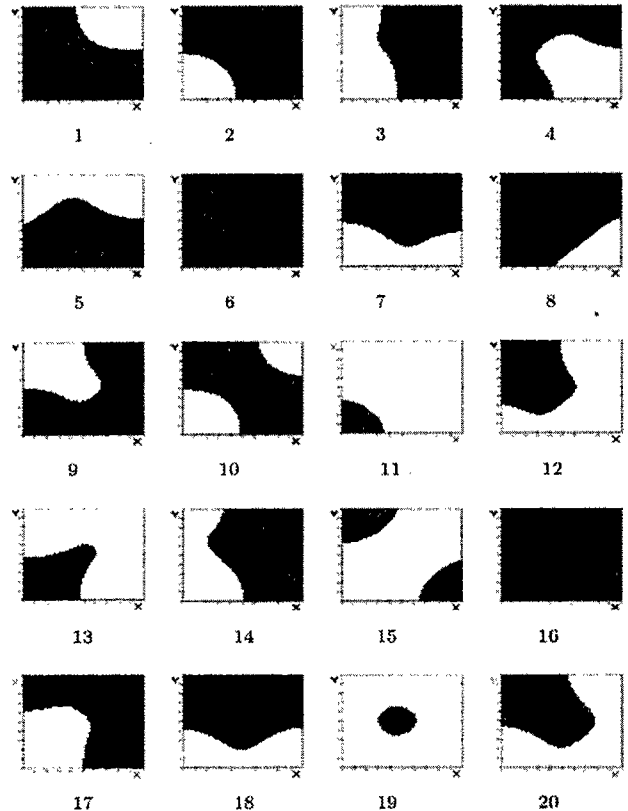 Y X Y X Y X Y X
1 2 3 4
Y X Y X Y X Y X
5 6 7 8
Y X Y X X Y X
9 10 11 12
Y X Y X Y X Y X
13 14 15 16
X Y X Y X X
17 18 19 20